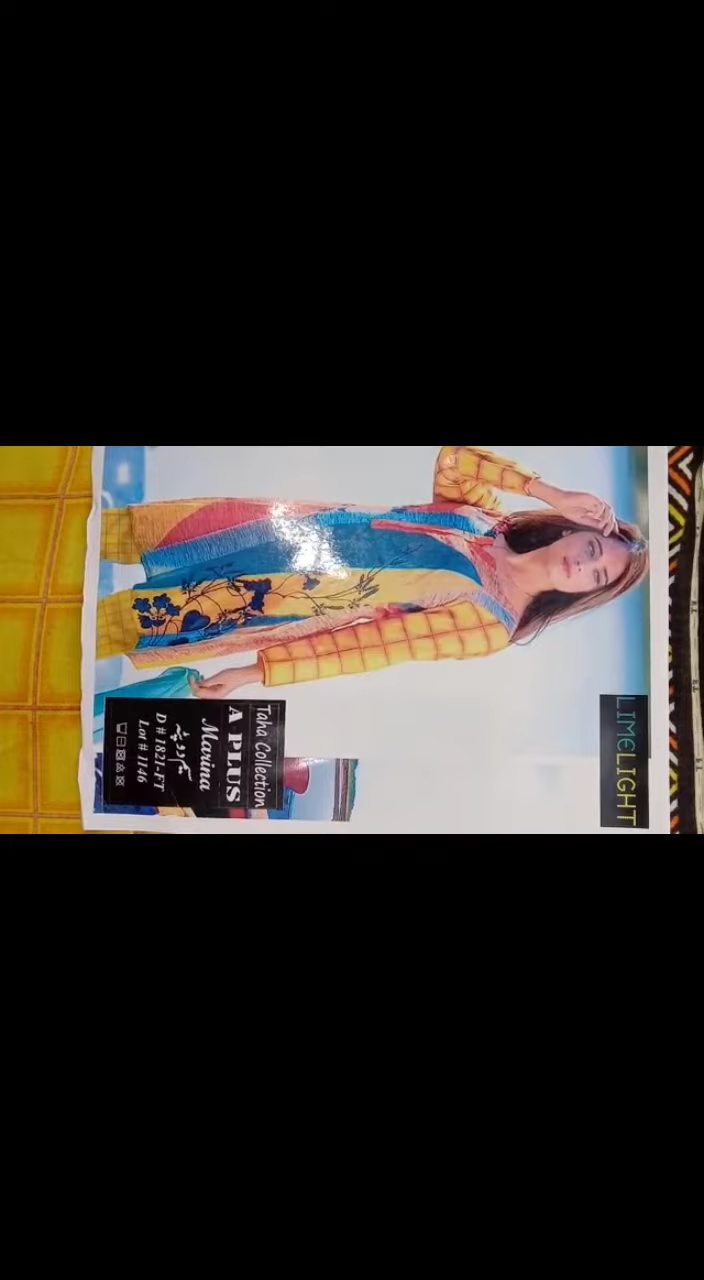 LIMELIGHT
Taha Collection
A PLUS
Marina
D # 1821-FT
Lot # 1146